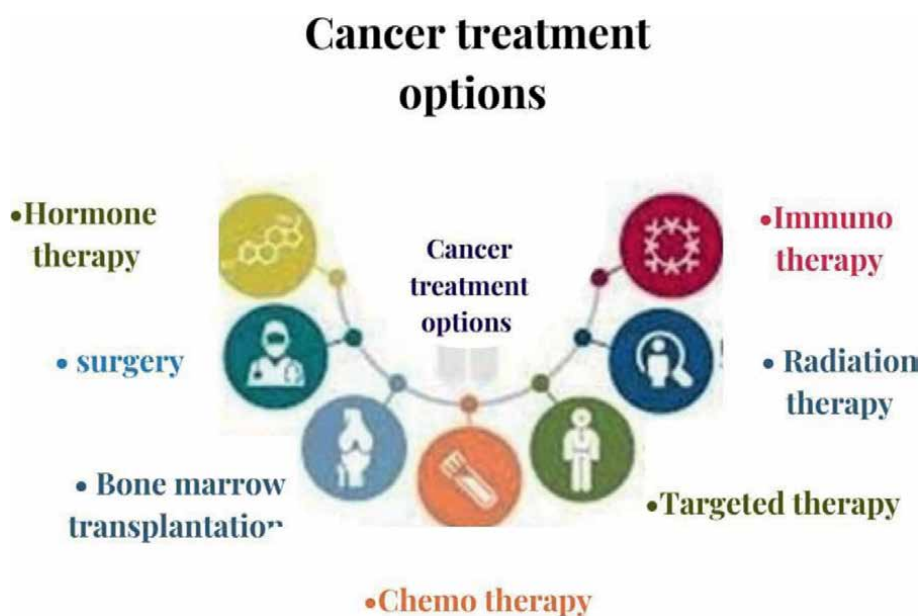 Cancer treatment
options
•Hormone
therapy
Cancer
treatment
options
•Immuno
therapy
• surgery
• Radiation
therapy
• Bone marrow
transplantation
•Targeted therapy
•Chemo therapy